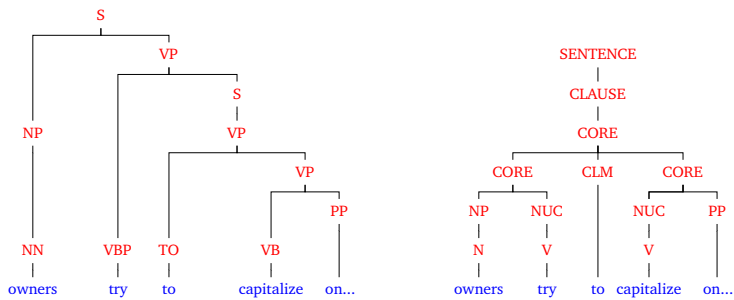 S
VP
SENTENCE
S
CLAUSE
NP VP CORE
VP CORE CLM CORE
PP NP NUC NUC PP
NN VBP TO VB N V V
owners try to capitalize on... owners try to capitalize on...